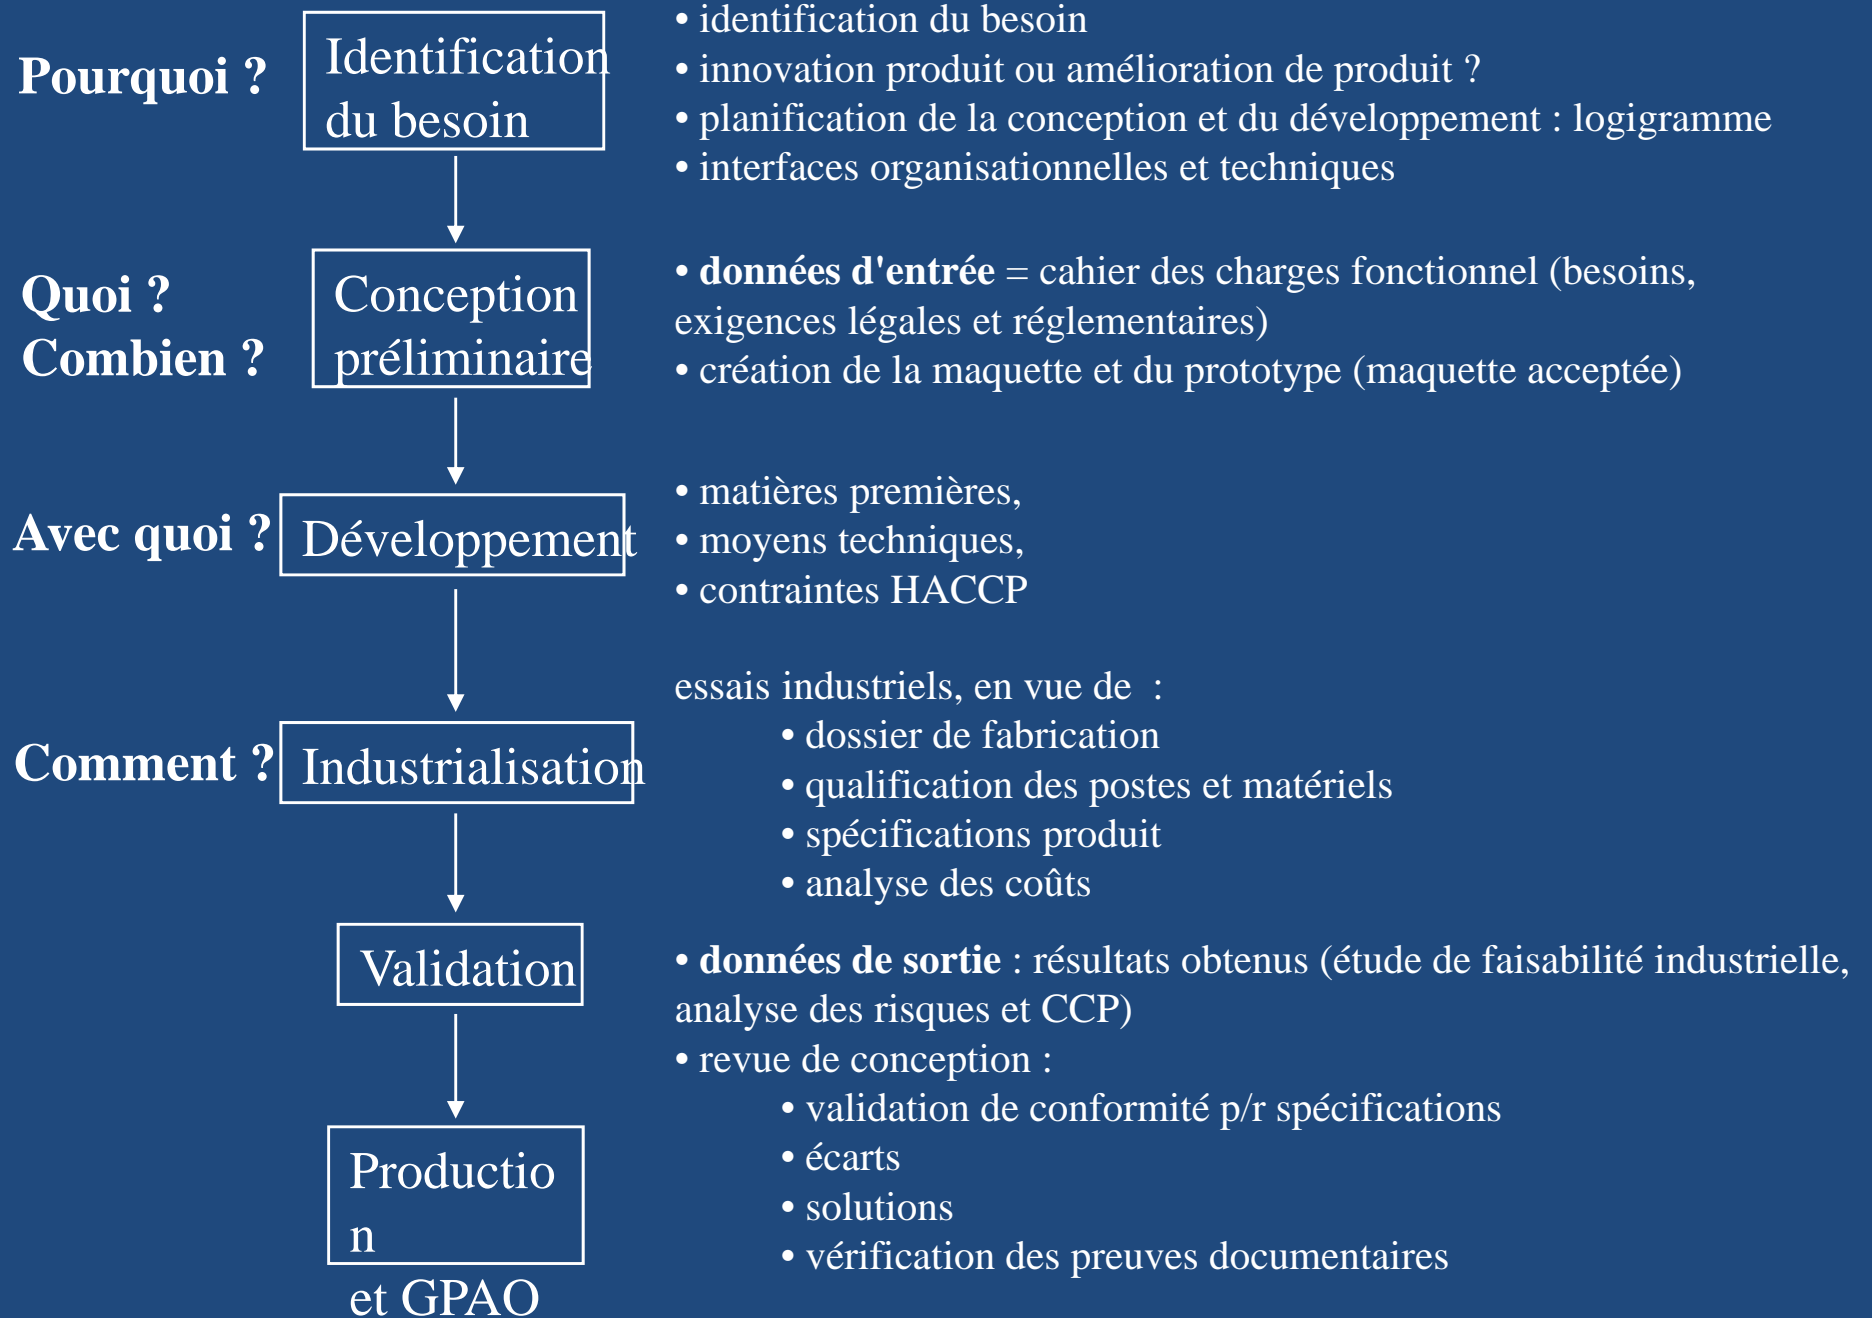 Pourquoi ?
Identification
du besoin
• identification du besoin
• innovation produit ou amélioration de produit ?
• planification de la conception et du développement : logigramme
• interfaces organisationnelles et techniques
Quoi ?
Combien ?
Conception
préliminaire
• données d'entrée = cahier des charges fonctionnel (besoins,
exigences légales et réglementaires)
• création de la maquette et du prototype (maquette acceptée)
Avec quoi ?
Développement
• matières premières,
• moyens techniques,
• contraintes HACCP
Comment ?
Industrialisation
essais industriels, en vue de :
• dossier de fabrication
• qualification des postes et matériels
• spécifications produit
• analyse des coûts
Validation
• données de sortie : résultats obtenus (étude de faisabilité industrielle,
analyse des risques et CCP)
• revue de conception :
• validation de conformité p/r spécifications
• écarts
• solutions
• vérification des preuves documentaires
Productio
n
et GPAO